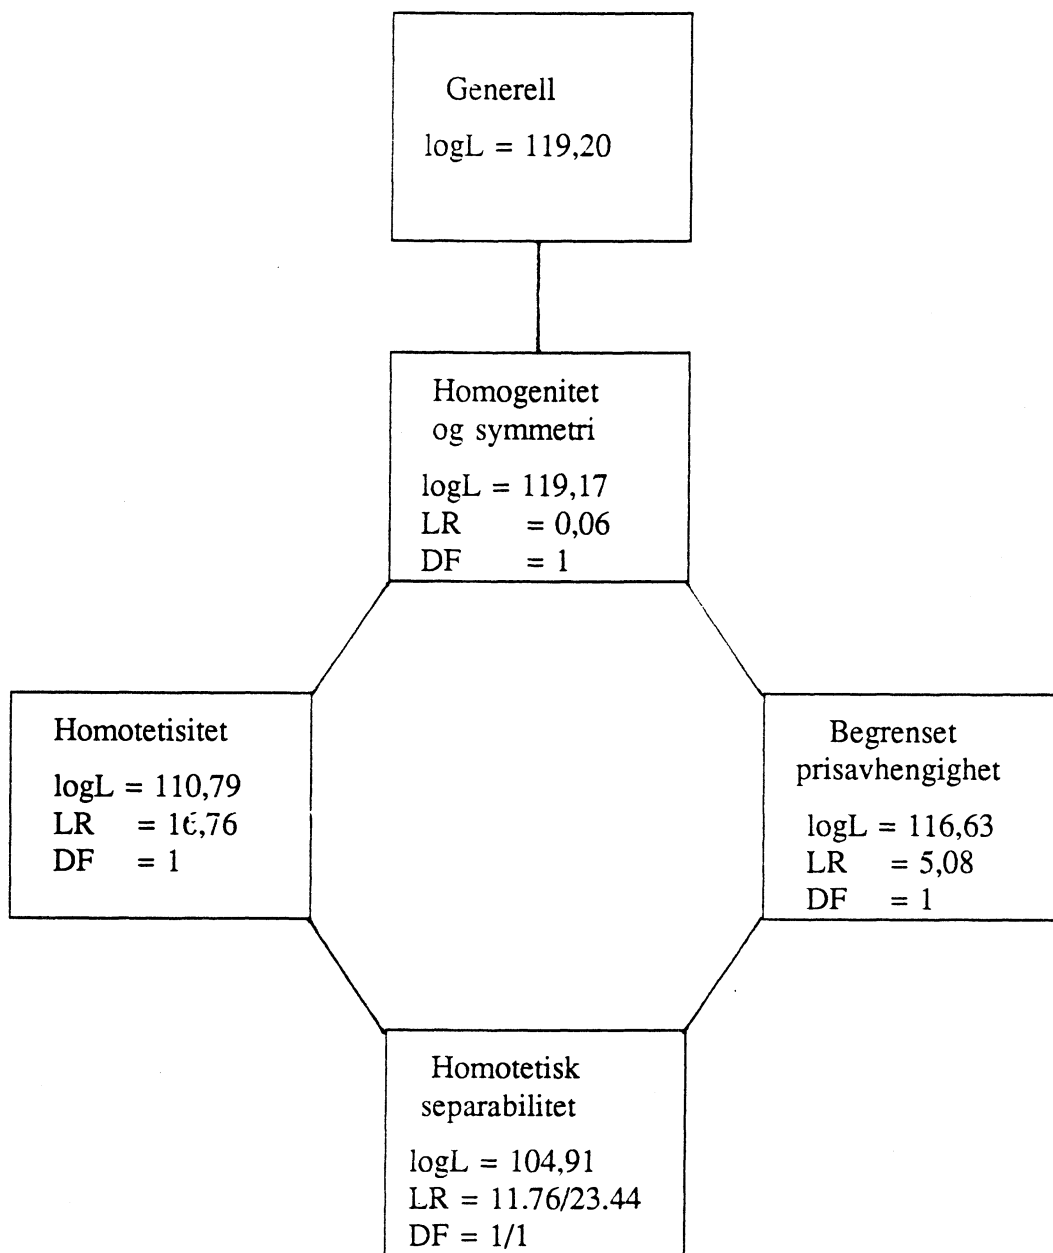 Generell
logL = 119,20
Homogenitet
og symmetri
logL = 119,17
LR = 0,06
DF = 1
Homotetisitet
logL = 110,79
LR = 16,76
DF = 1
Begrenset
prisavhengighet
logL = 116,63
LR = 5,08
DF = 1
Homotetisk
separabilitet
logL = 104,91
LR = 11.76/23.44
DF = 1/1